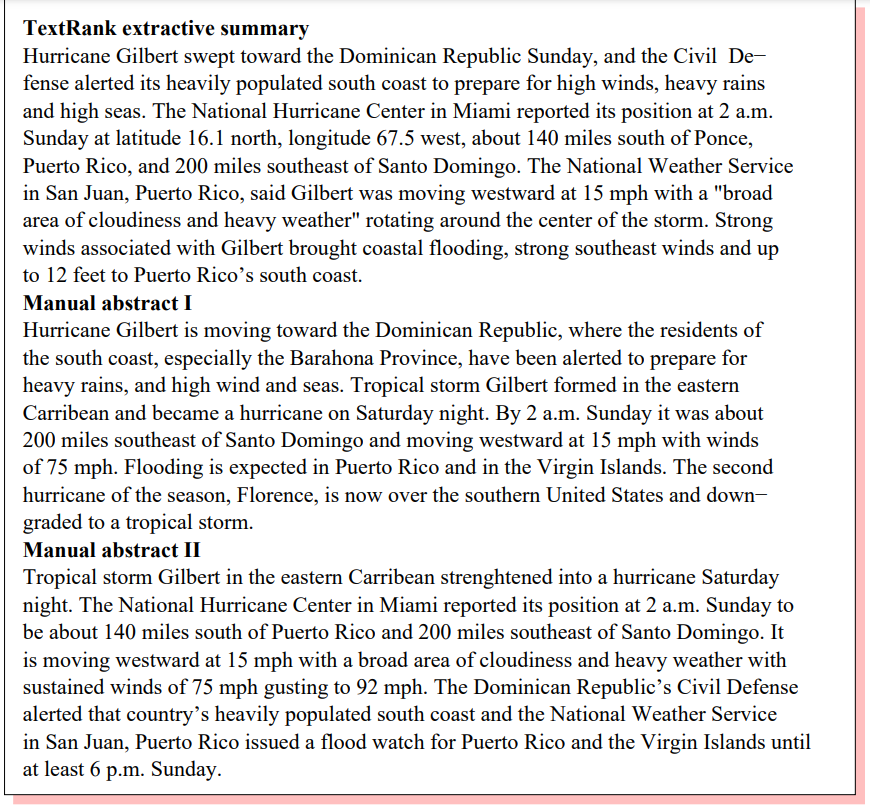 TextRank extractive summary
Hurricane Gilbert swept toward the Dominican Republic Sunday, and the Civil De−
fense alerted its heavily populated south coast to prepare for high winds, heavy rains
and high seas. The National Hurricane Center in Miami reported its position at 2 a.m.
Sunday at latitude 16.1 north, longitude 67.5 west, about 140 miles south of Ponce,
Puerto Rico, and 200 miles southeast of Santo Domingo. The National Weather Service
in San Juan, Puerto Rico, said Gilbert was moving westward at 15 mph with a "broad
area of cloudiness and heavy weather" rotating around the center of the storm. Strong
winds associated with Gilbert brought coastal flooding, strong southeast winds and up
to 12 feet to Puerto Rico’s south coast.
Manual abstract I
Hurricane Gilbert is moving toward the Dominican Republic, where the residents of
the south coast, especially the Barahona Province, have been alerted to prepare for
heavy rains, and high wind and seas. Tropical storm Gilbert formed in the eastern
Carribean and became a hurricane on Saturday night. By 2 a.m. Sunday it was about
200 miles southeast of Santo Domingo and moving westward at 15 mph with winds
of 75 mph. Flooding is expected in Puerto Rico and in the Virgin Islands. The second
hurricane of the season, Florence, is now over the southern United States and down−
graded to a tropical storm.
Manual abstract II
Tropical storm Gilbert in the eastern Carribean strenghtened into a hurricane Saturday
night. The National Hurricane Center in Miami reported its position at 2 a.m. Sunday to
be about 140 miles south of Puerto Rico and 200 miles southeast of Santo Domingo. It
is moving westward at 15 mph with a broad area of cloudiness and heavy weather with
sustained winds of 75 mph gusting to 92 mph. The Dominican Republic’s Civil Defense
alerted that country’s heavily populated south coast and the National Weather Service
in San Juan, Puerto Rico issued a flood watch for Puerto Rico and the Virgin Islands until
at least 6 p.m. Sunday.